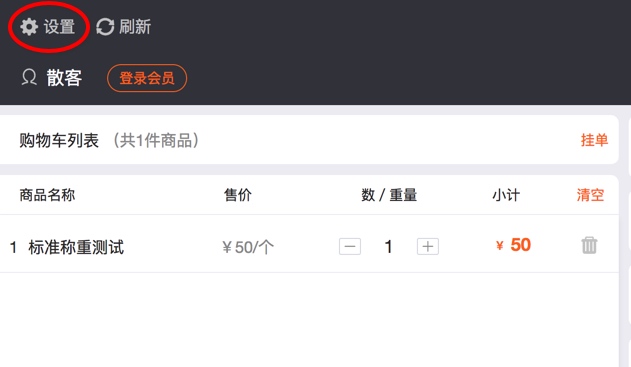 设置 刷新
散客 登录会员
购物车列表 （共1件商品） 挂单
商品名称 售价 数 / 重量 小计 清空
1 标准称重测试 ￥50/个 1 ￥ 50